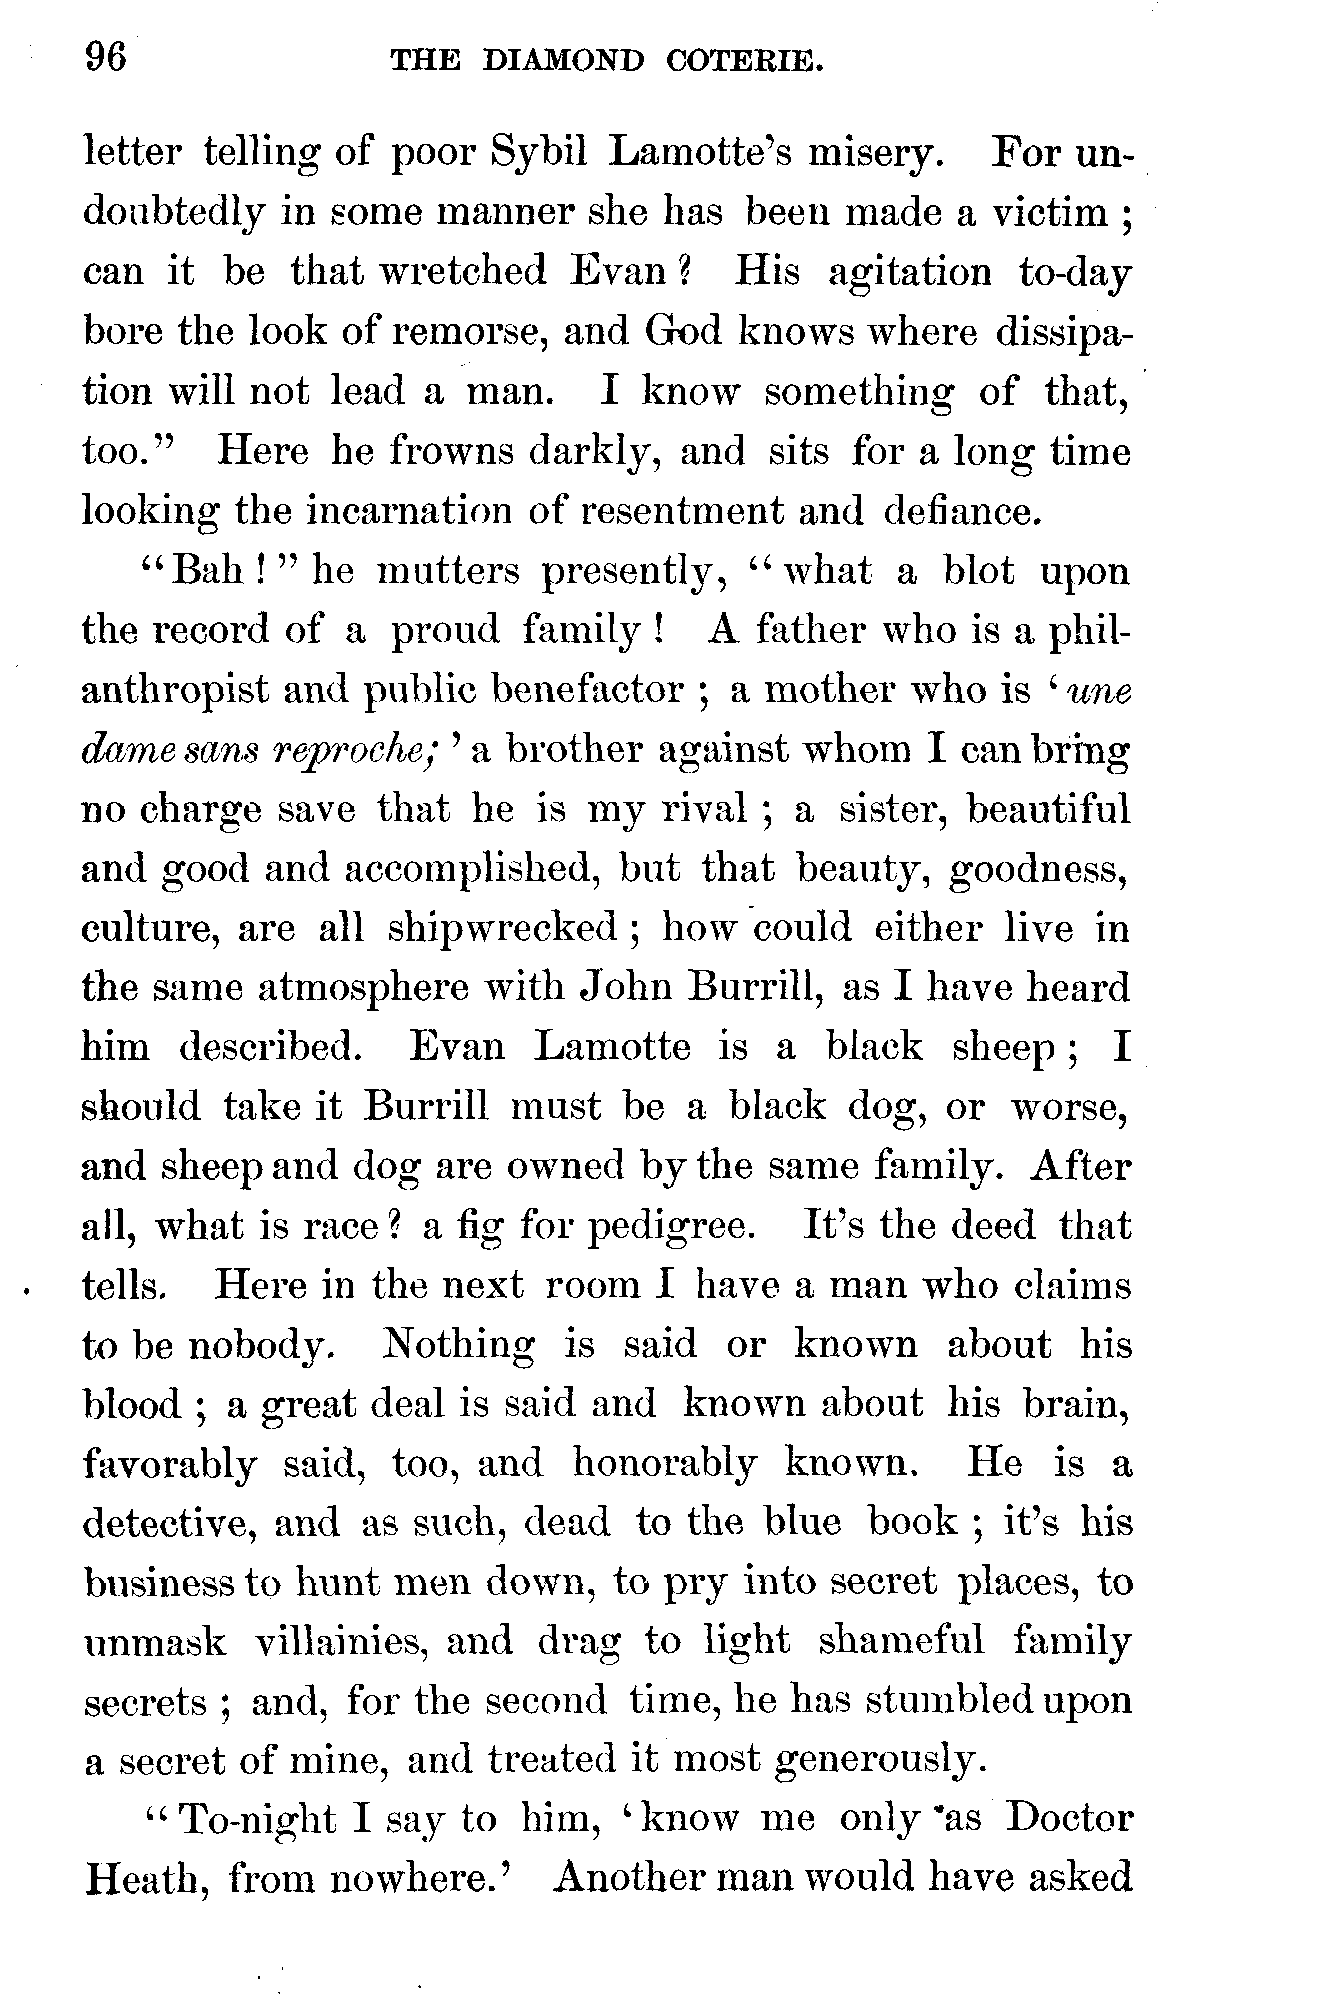 96 THE DIAMOND COTERIE.
letter telling of poor Sybil Lamotte's misery. For un-
doubtedly in some manner she has been made a victim ;
can it be that wretched Evan ? His agitation to-day
bore the look of remorse, and God knows where dissipa-
tion will not lead a man. I know something of that,
too." Here he frowns darkly, and sits for a long time
looking the incarnation of resentment and defiance.
"Bah ! " he mutters presently, " what a blot upon
the record of a proud family ! A father who is a phil-
anthropist and public benefactor ; a mother who is ' une
dame sans reproche; ' a brother against whom I can bring
no charge save that he is my rival ; a sister, beautiful
and good and accomplished, but that beauty, goodness,
culture, are all shipwrecked ; how could either live in
the same atmosphere with John Burrill, as I have heard
him described. Evan Lamotte is a black sheep ; I
should take it Burrill must be a black dog, or worse,
and sheep and dog are owned by the same family. After
all, what is race ? a fig for pedigree. It's the deed that
tells. Here in the next room I have a man who claims
to be nobody. Nothing is said or known about his
blood ; a great deal is said and known about his brain,
favorably said, too, and honorably known. He is a
detective, and as such, dead to the blue book ; it's his
business to hunt men down, to pry into secret places, to
unmask villainies, and drag to light shameful family
secrets ; and, for the second time, he has stumbled upon
a secret of mine, and treated it most generously.
" To-night I say to him, ' know me only as Doctor
Heath, from nowhere.' Another man would have asked